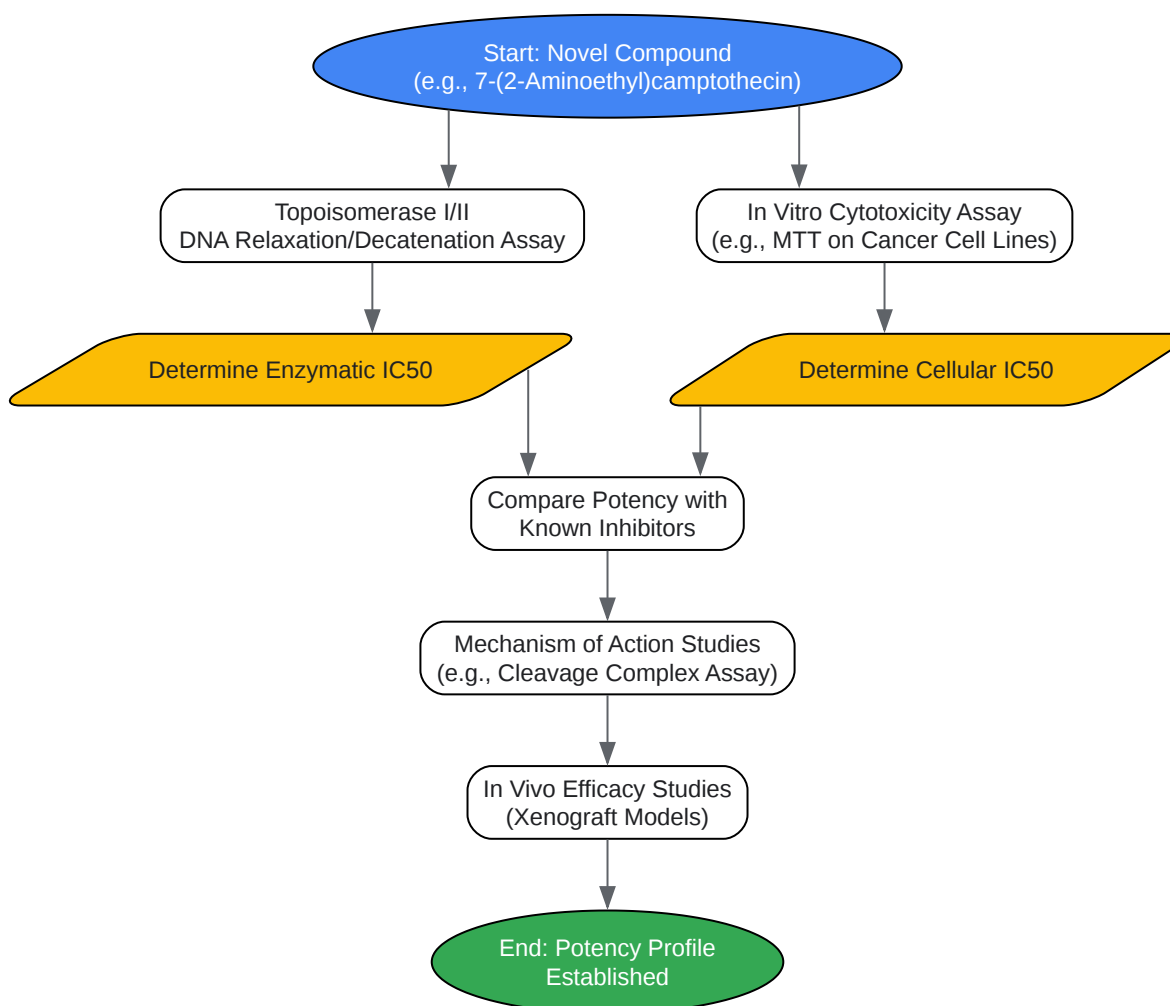 Start: Novel Compound
(e.g., 7-(2-Aminoethyl)camptothecin)
Topoisomerase I/II
DNA Relaxation/Decatenation Assay
In Vitro Cytotoxicity Assay
(e.g., MTT on Cancer Cell Lines)
Determine Enzymatic IC50
Determine Cellular IC50
Compare Potency with
Known Inhibitors
Mechanism of Action Studies
(e.g., Cleavage Complex Assay)
In Vivo Efficacy Studies
(Xenograft Models)
End: Potency Profile
Established